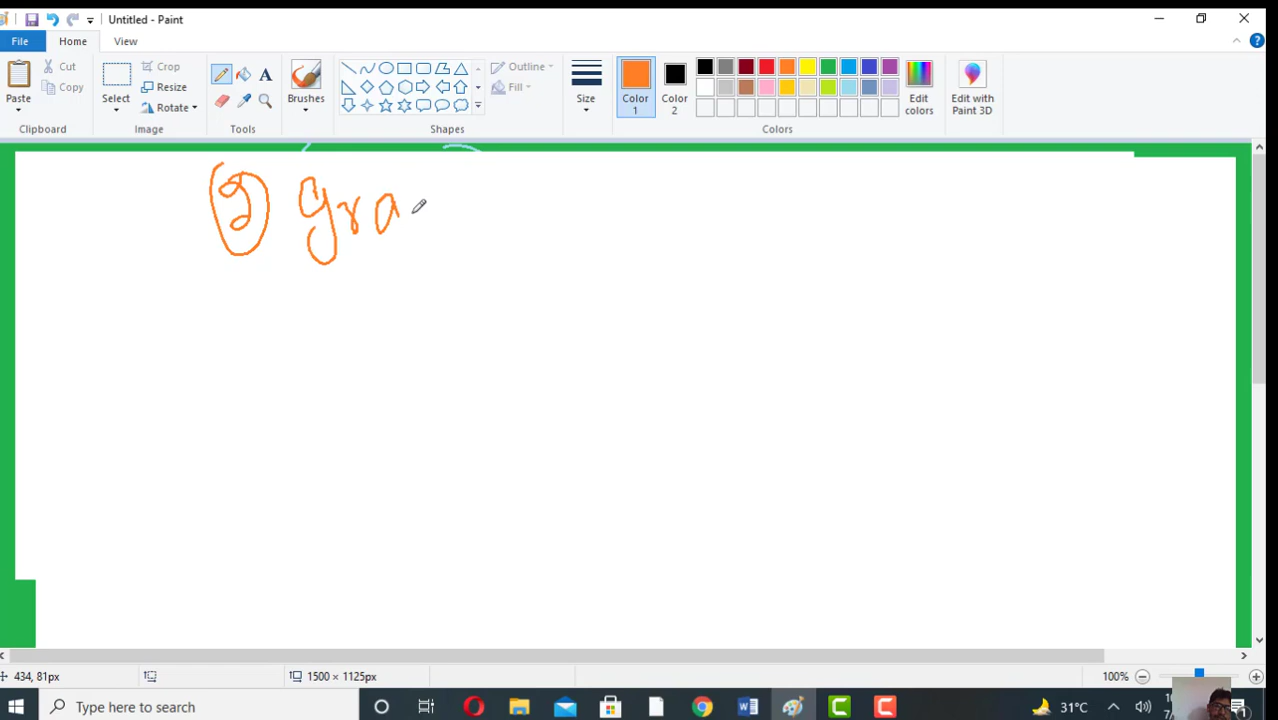 Untitled - Paint
File Home View
Paste
Clipboard
Cut
Copy
Select
Crop
Resize
Rotate
Image
Tools
Brushes
Shapes
Outline
Fill
Size
Color 1
Color 2
Colors
Edit colors
Edit with Paint 3D
gra
434, 81px
1500 × 1125px
100%
Type here to search
31°C